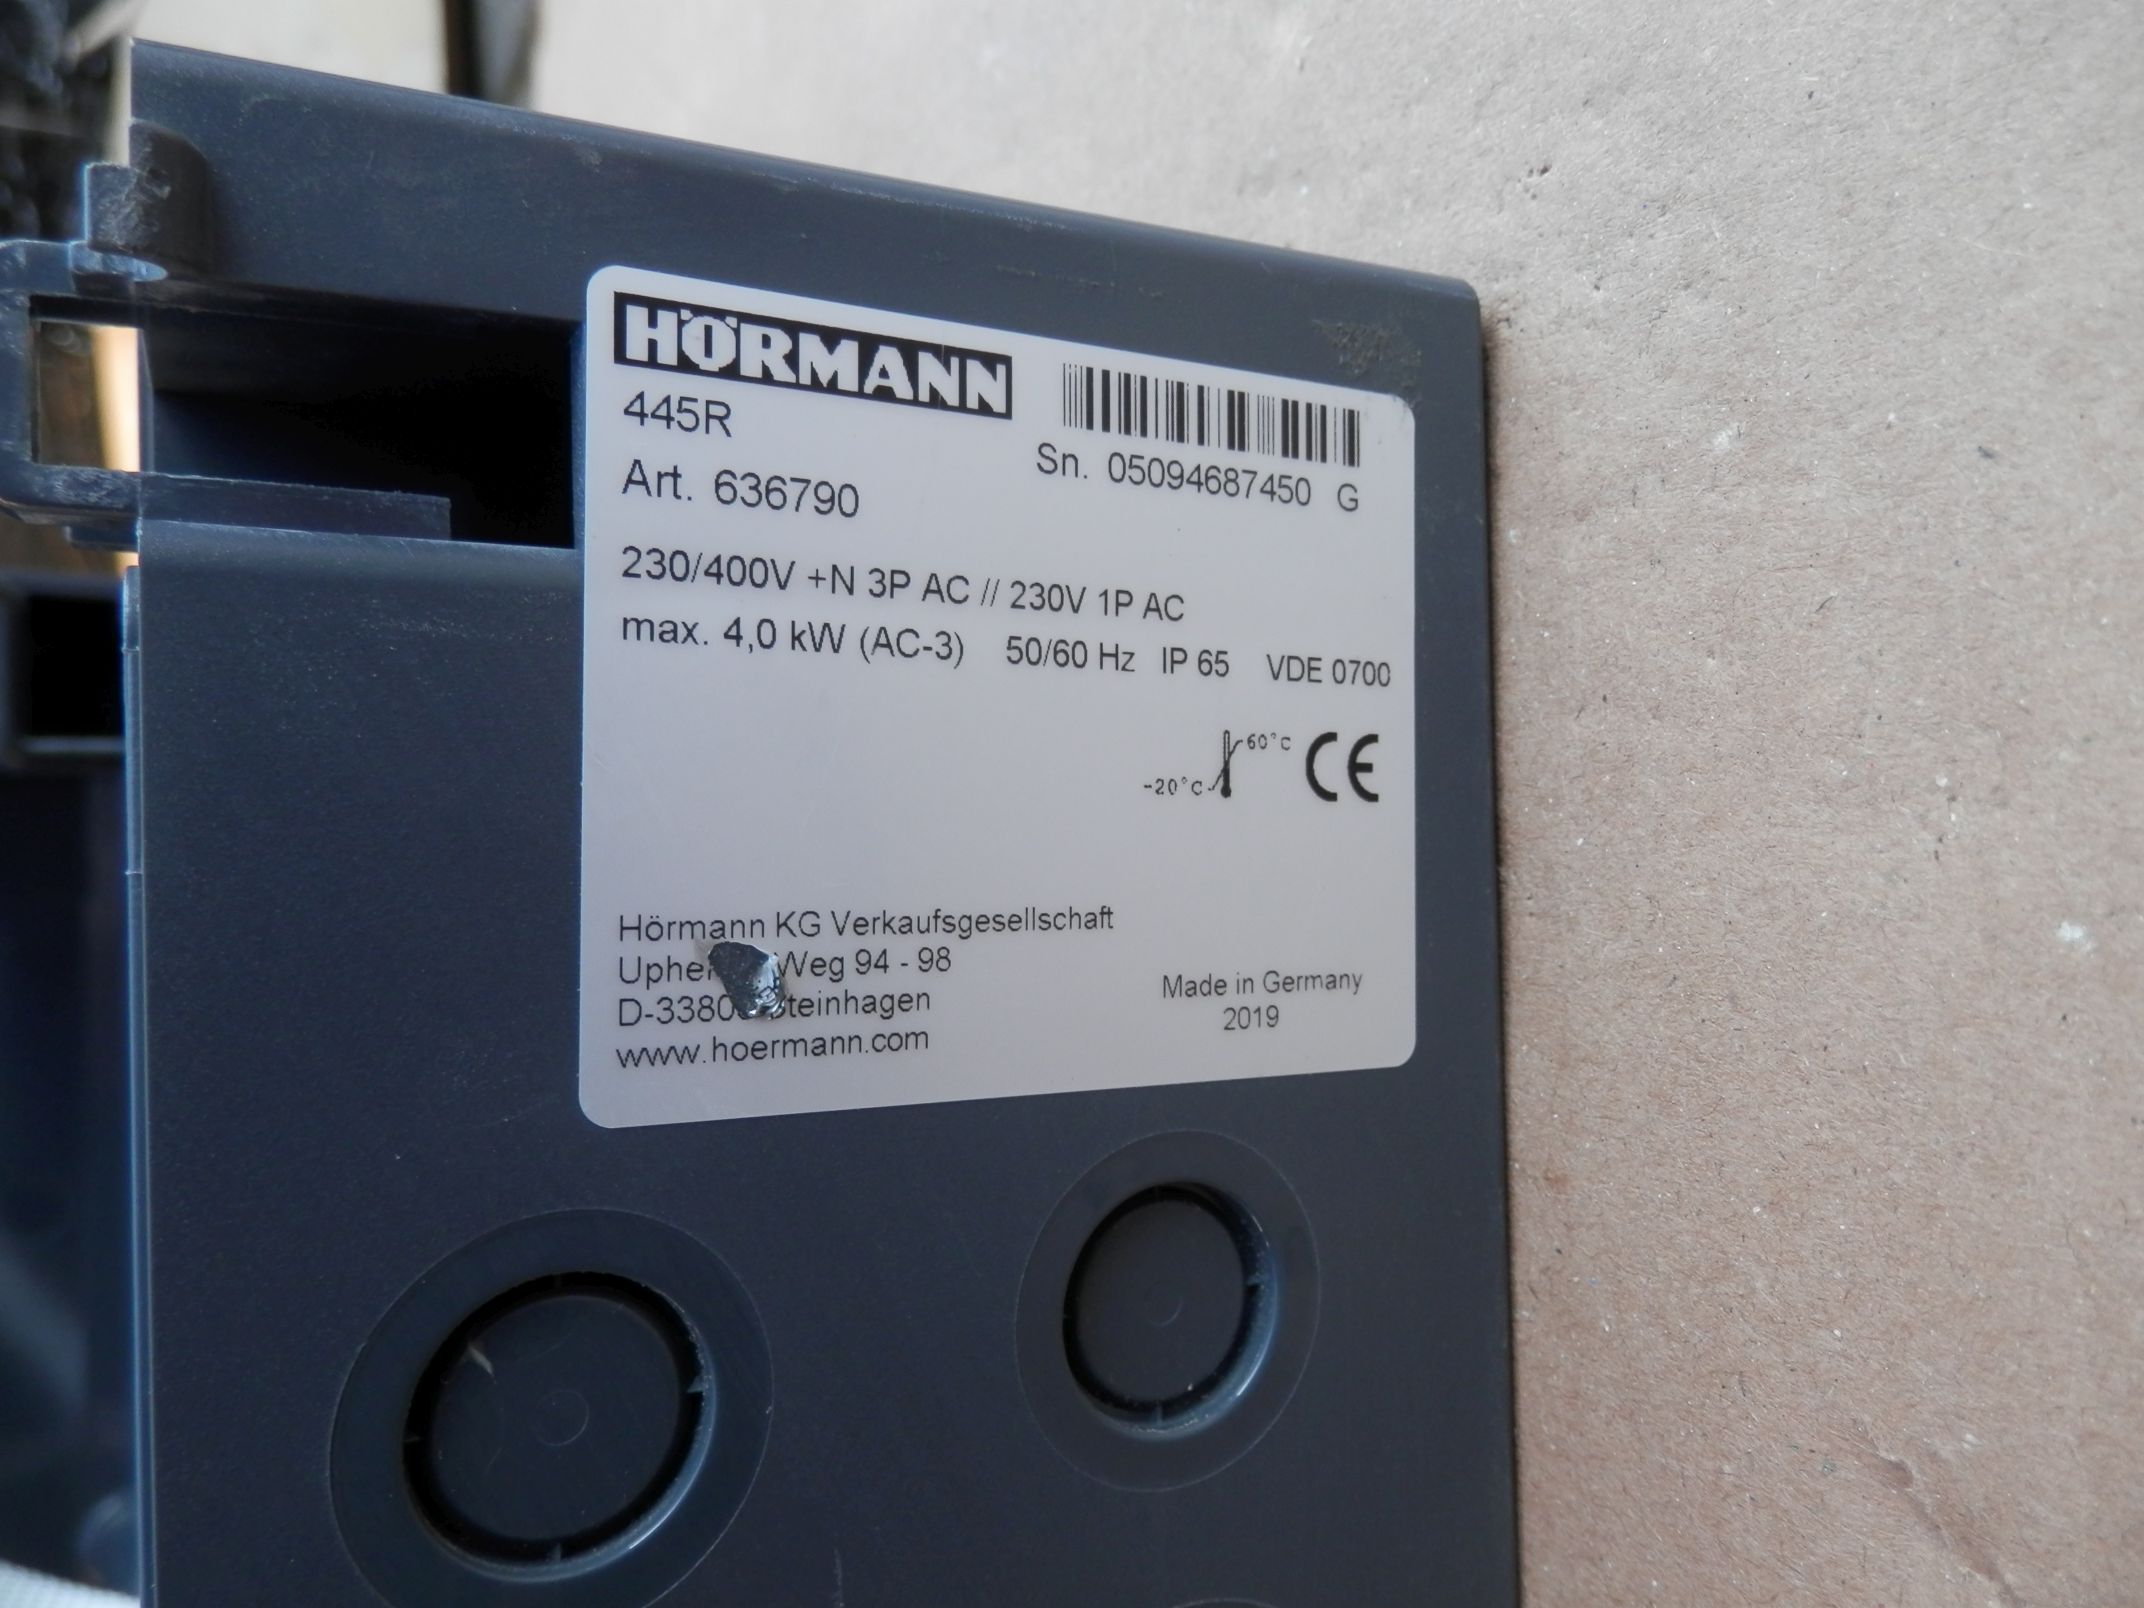 HÖRMANN
445R
Sn. 05094687450 G
Art. 636790
230/400V +N 3P AC // 230V 1P AC
max. 4,0 kW (AC-3) 50/60 Hz IP 65 VDE 0700
60°C
-20°C
CE
Hörmann KG Verkaufsgesellschaft
Weg 94 - 98
Steinhagen
www.hoermann.com
Made in Germany
2019